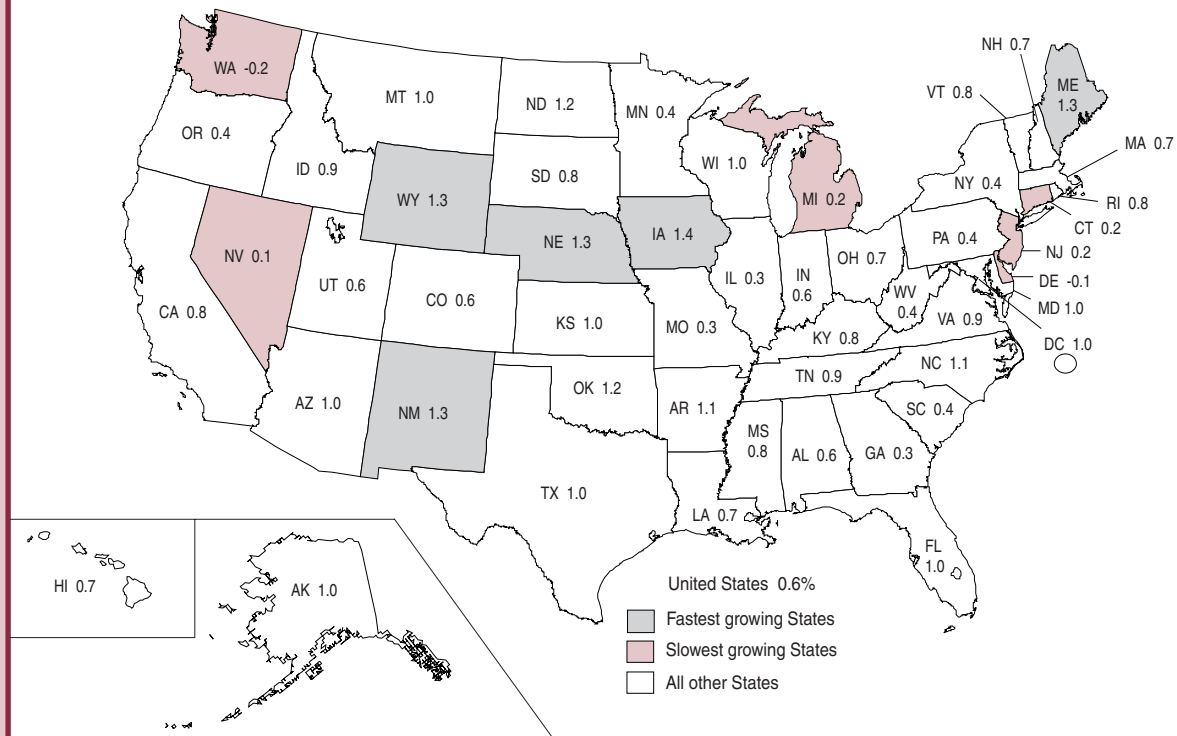 WA -0.2
MT 1.0
ND 1.2
MN 0.4
NH 0.7
VT 0.8
ME
1.3
MA 0.7
OR 0.4
ID 0.9
SD 0.8
WI 1.0
MI 0.2
NY 0.4
RI 0.8
CT 0.2
WY 1.3
NE 1.3
IA 1.4
PA 0.4
NJ 0.2
NV 0.1
UT 0.6
CO 0.6
IL 0.3
IN
0.6
OH 0.7
WV
0.4
DE -0.1
MD 1.0
CA 0.8
KS 1.0
MO 0.3
KY 0.8
VA 0.9
DC 1.0
AZ 1.0
NM 1.3
OK 1.2
AR 1.1
TN 0.9
NC 1.1
SC 0.4
MS
0.8
AL 0.6
GA 0.3
TX 1.0
LA 0.7
FL
1.0
HI 0.7
AK 1.0
United States 0.6%
Fastest growing States
Slowest growing States
All other States